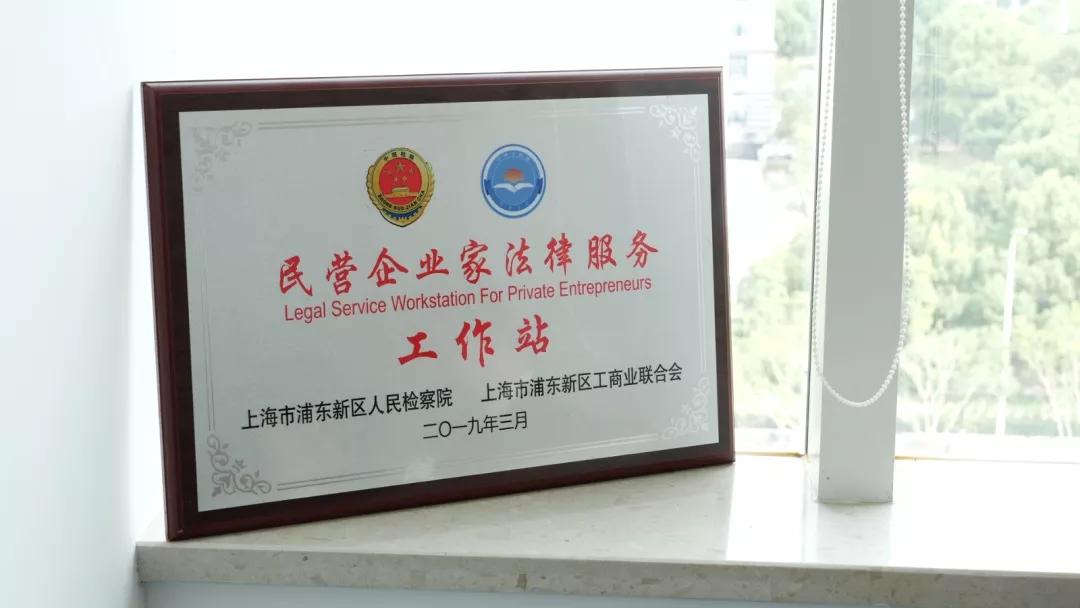 民营企业家法律服务
Legal Service Workstation For Private Entrepreneurs
工作站
上海市浦东新区人民检察院 上海市浦东新区工商业联合会
二〇一九年三月